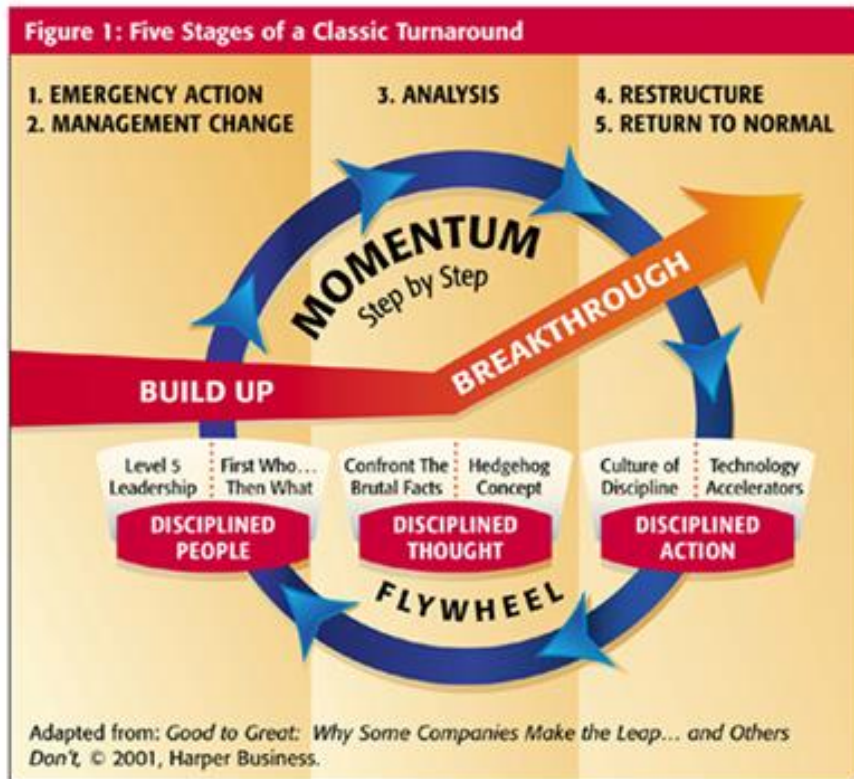 Figure 1: Five Stages of a Classic Turnaround
1. EMERGENCY ACTION
2. MANAGEMENT CHANGE
3. ANALYSIS
4. RESTRUCTURE
5. RETURN TO NORMAL
MOMENTUM
Step by Step
BUILD UP
BREAKTHROUGH
Level 5
Leadership
First Who...
Then What
DISCIPLINED
PEOPLE
Confront The
Brutal Facts
Hedgehog
Concept
DISCIPLINED
THOUGHT
Culture of
Discipline
Technology
Accelerators
DISCIPLINED
ACTION
FLYWHEEL
Adapted from: Good to Great: Why Some Companies Make the Leap... and Others
Don't, © 2001, Harper Business.